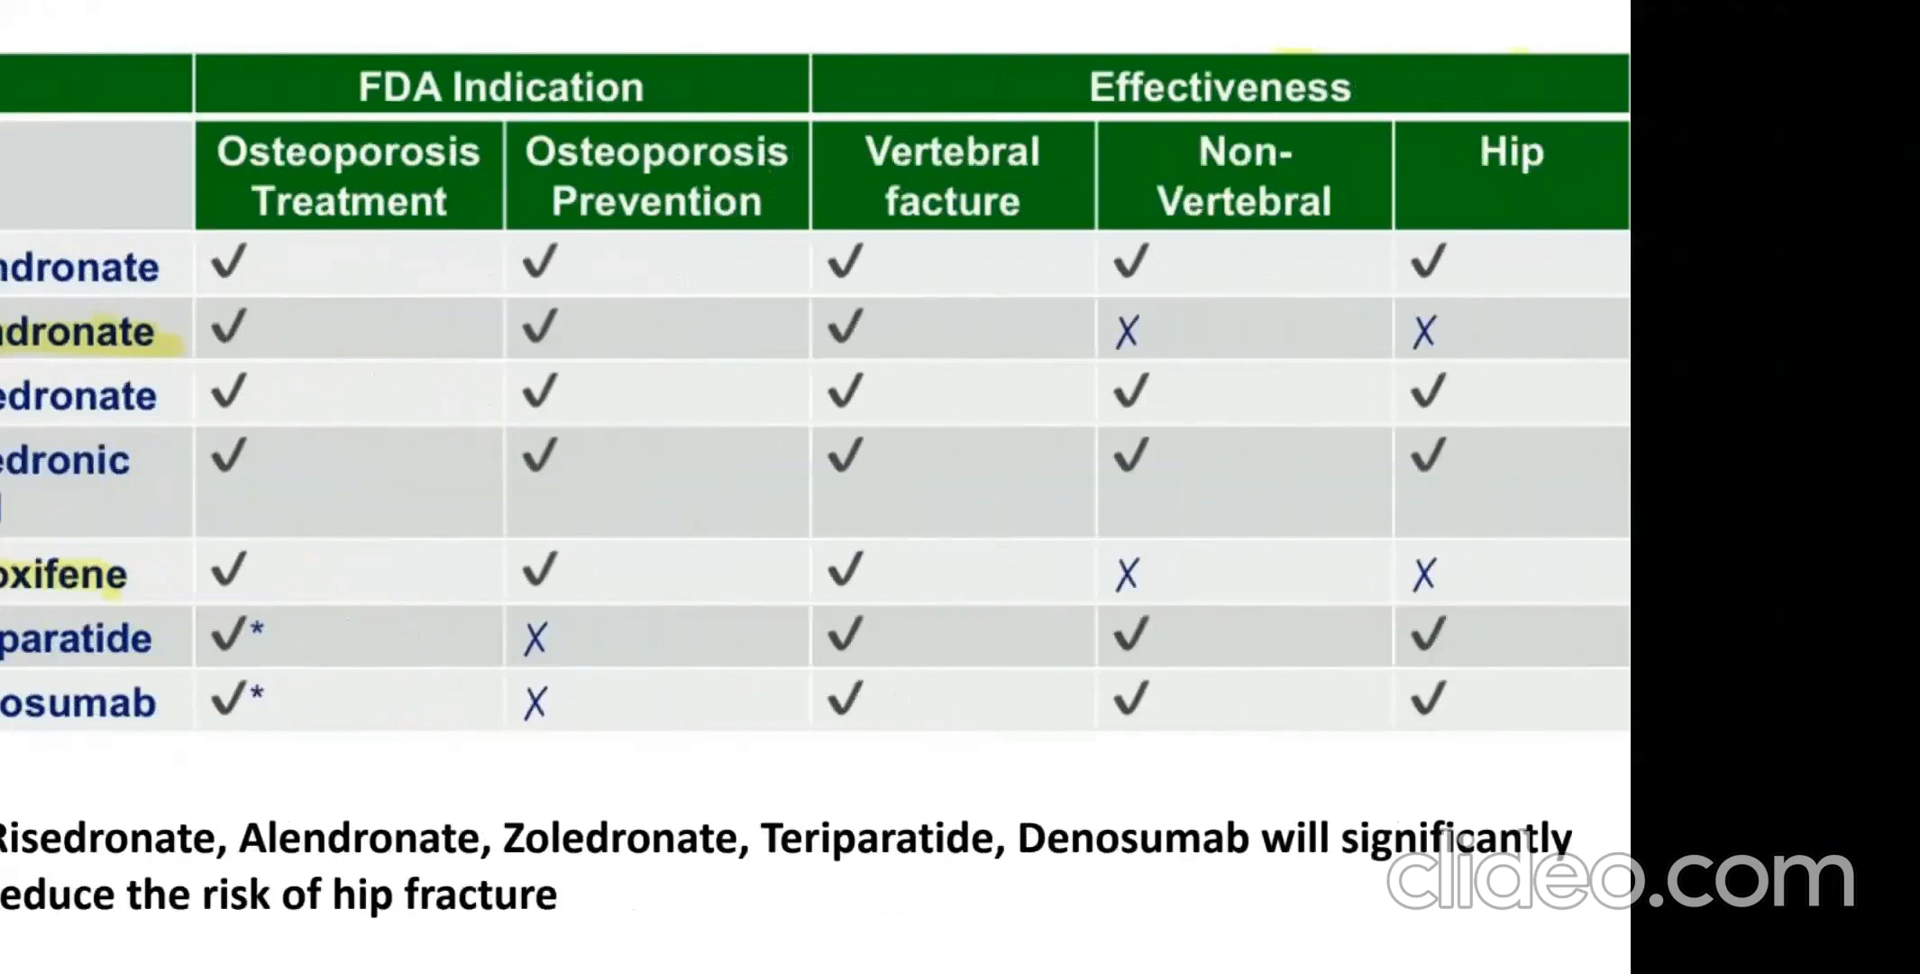 FDA Indication Effectiveness
Osteoporosis Treatment Osteoporosis Prevention Vertebral facture Non-Vertebral Hip
ndronate ✓ ✓ ✓ ✓ ✓
dronate ✓ ✓ ✓ X X
edronate ✓ ✓ ✓ ✓ ✓
edronic ✓ ✓ ✓ ✓ ✓
oxifene ✓ ✓ ✓ X X
paratide ✓* X ✓ ✓ ✓
osumab ✓* X ✓ ✓ ✓
Risedronate, Alendronate, Zoledronate, Teriparatide, Denosumab will significantly
educe the risk of hip fracture
clideo.com